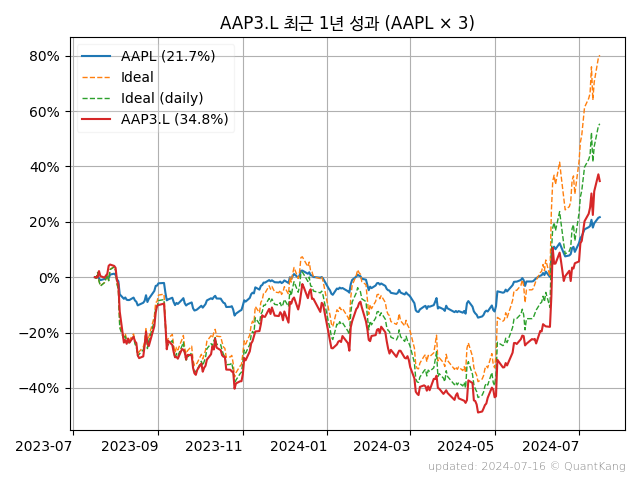 AAP3.L 최근 1년 성과 (AAPL × 3)
AAPL (21.7%)
Ideal
Ideal (daily)
AAP3.L (34.8%)
80%
60%
40%
20%
0%
−20%
−40%
2023-07 2023-09 2023-11 2024-01 2024-03 2024-05 2024-07
updated: 2024-07-16 © QuantKang